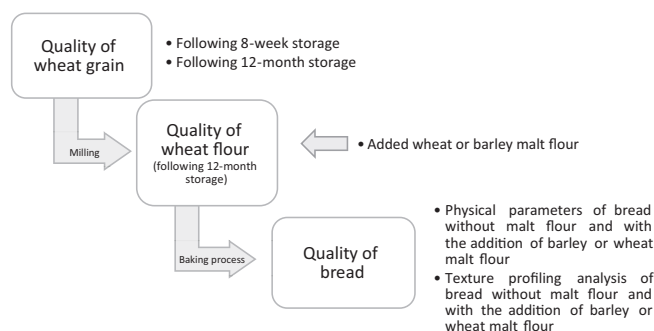 Quality of
wheat grain
• Following 8-week storage
• Following 12-month storage
Milling
Quality of
wheat flour
(following 12-month
storage)
• Added wheat or barley malt flour
Baking process
Quality of
bread
• Physical parameters of bread
without malt flour and with
the addition of barley or wheat
malt flour
• Texture profiling analysis of
bread without malt flour and
with the addition of barley or
wheat malt flour